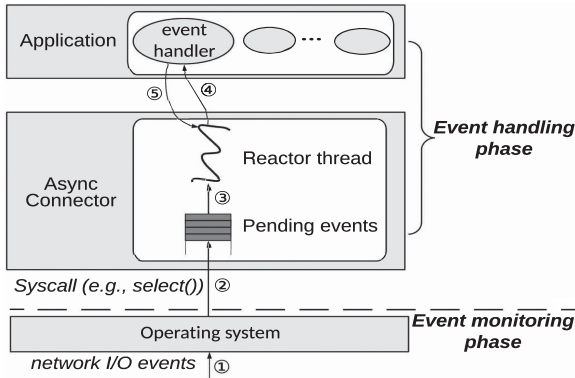 Application
event
handler
...
⑤
④
Event handling
phase
Reactor thread
Async
Connector
③
Pending events
Syscall (e.g., select())
②
Event monitoring
phase
Operating system
network I/O events
①